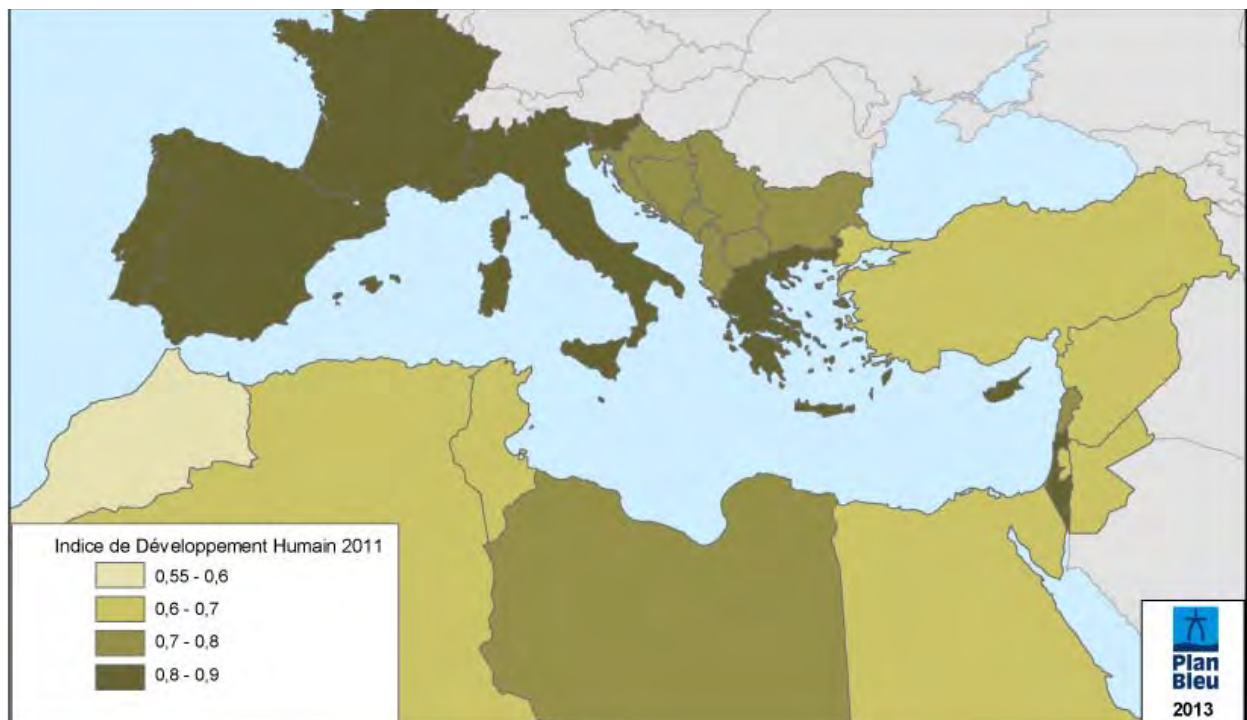 Indice de Développement Humain 2011
0,55 - 0,6
0,6 - 0,7
0,7 - 0,8
0,8 - 0,9
Plan
Bleu
2013